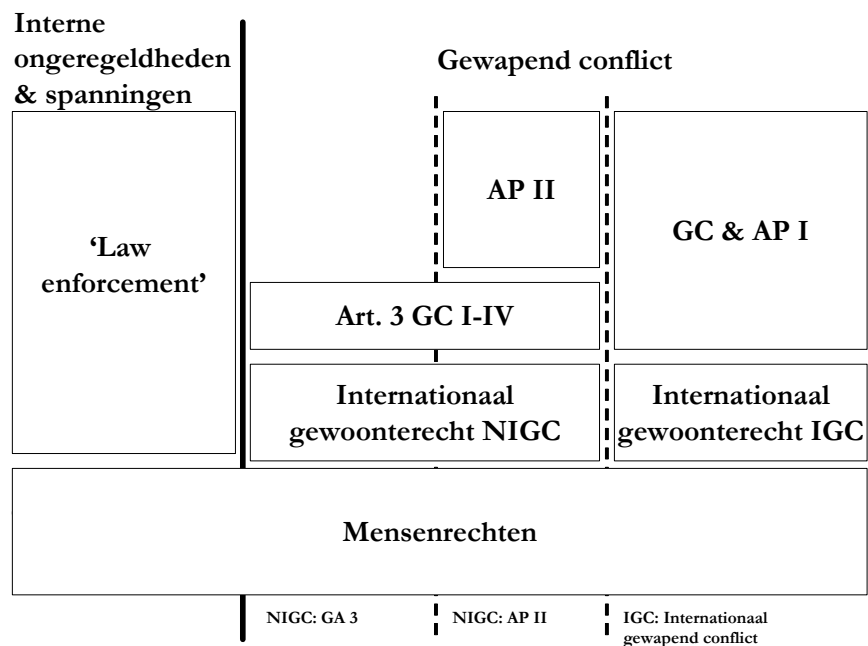 Interne
ongeregeldheden
& spanningen
Gewapend conflict
‘Law
enforcement’
AP II
GC & AP I
Art. 3 GC I-IV
Internationaal
gewoonterecht NIGC
Internationaal
gewoonterecht IGC
Mensenrechten
NIGC: GA 3
NIGC: AP II
IGC: Internationaal
gewapend conflict